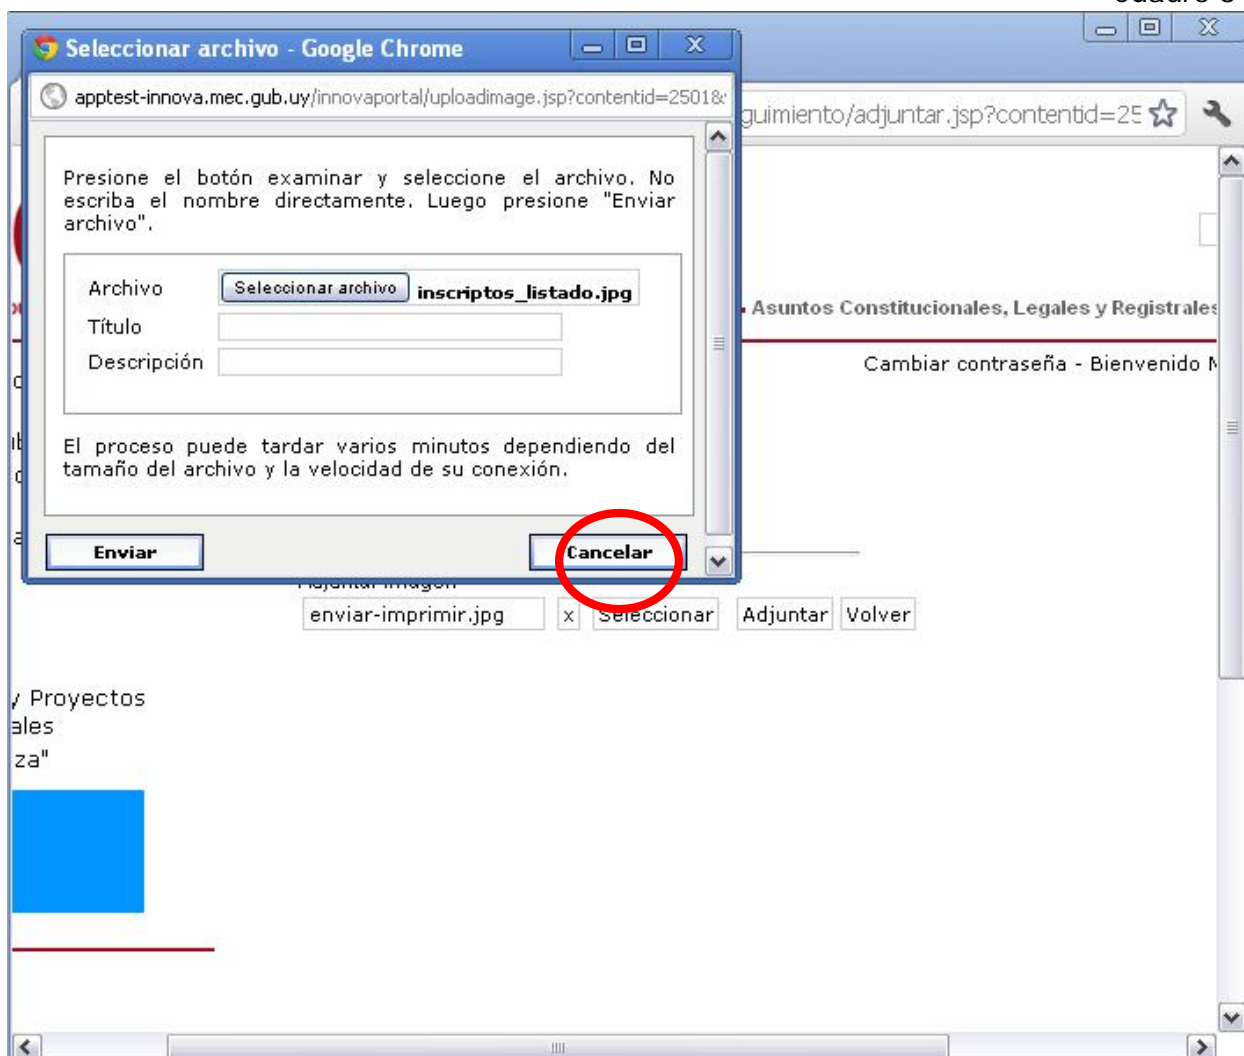 Seleccionar archivo - Google Chrome
apptest-innova.mec.gub.uy/innovaportal/uploadimage.jsp?contentid=2501&
guimiento/adjuntar.jsp?contentid=25
Presione el botón examinar y seleccione el archivo. No
escriba el nombre directamente. Luego presione "Enviar
archivo".
Archivo Seleccionar archivo inscriptos_listado.jpg
Título
Descripción
El proceso puede tardar varios minutos dependiendo del
tamaño del archivo y la velocidad de su conexión.
Enviar Cancelar
Asuntos Constitucionales, Legales y Registrales
Cambiar contraseña - Bienvenido
enviar-imprimir.jpg x Seleccionar Adjuntar Volver
y Proyectos
ales
za"